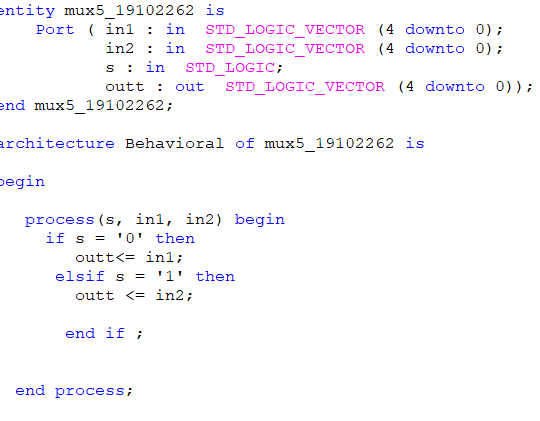 entity mux5_19102262 is
Port ( in1 : in STD_LOGIC_VECTOR (4 downto 0);
in2 : in STD_LOGIC_VECTOR (4 downto 0);
s : in STD_LOGIC;
outt : out STD_LOGIC_VECTOR (4 downto 0));
end mux5_19102262;
architecture Behavioral of mux5_19102262 is
begin
process(s, in1, in2) begin
if s = '0' then
outt<= in1;
elsif s = '1' then
outt <= in2;
end if ;
end process;